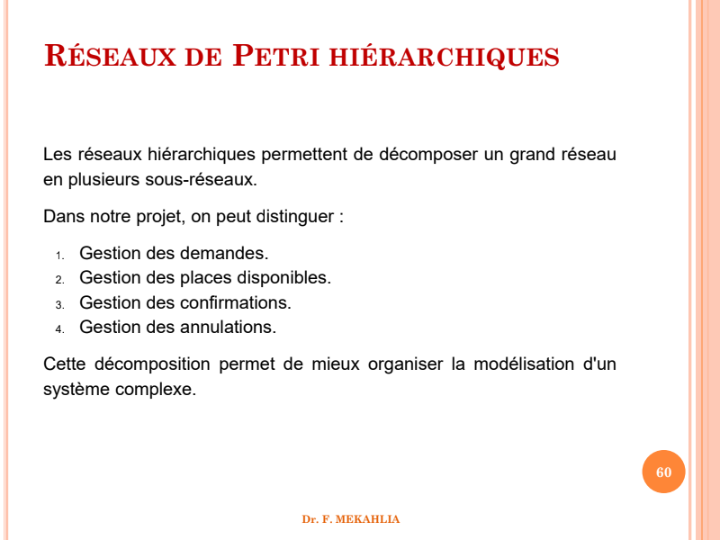 RÉSEAUX DE PETRI HIÉRARCHIQUES
Les réseaux hiérarchiques permettent de décomposer un grand réseau
en plusieurs sous-réseaux.
Dans notre projet, on peut distinguer :
1. Gestion des demandes.
2. Gestion des places disponibles.
3. Gestion des confirmations.
4. Gestion des annulations.
Cette décomposition permet de mieux organiser la modélisation d'un
système complexe.
60
Dr. F. MEKAHLIA